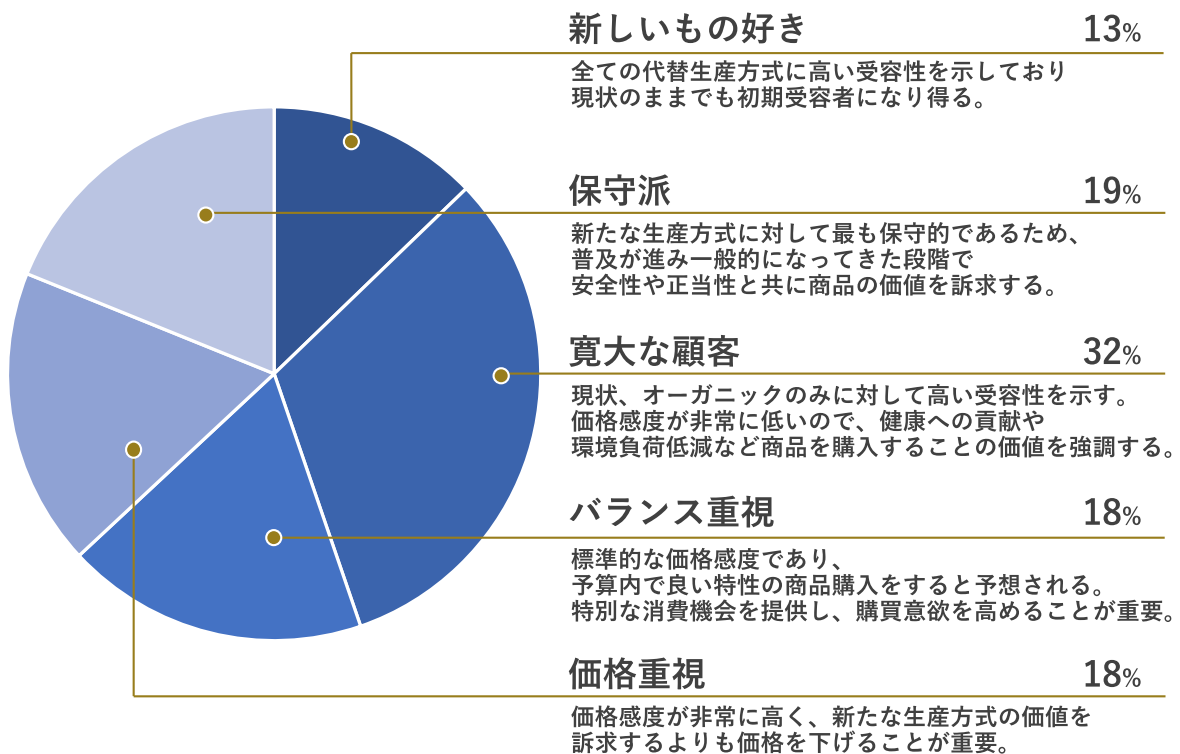 新しいもの好き 13%
全ての代替生産方式に高い受容性を示しており
現状のままでも初期受容者になり得る。
保守派 19%
新たな生産方式に対して最も保守的であるため、
普及が進み一般的になってきた段階で
安全性や正当性と共に商品の価値を訴求する。
寛大な顧客 32%
現状、オーガニックのみに対して高い受容性を示す。
価格感度が非常に低いので、健康への貢献や
環境負荷低減など商品を購入することの価値を強調する。
バランス重視 18%
標準的な価格感度であり、
予算内で良い特性の商品購入をすると予想される。
特別な消費機会を提供し、購買意欲を高めることが重要。
価格重視 18%
価格感度が非常に高く、新たな生産方式の価値を
訴求するよりも価格を下げることが重要。